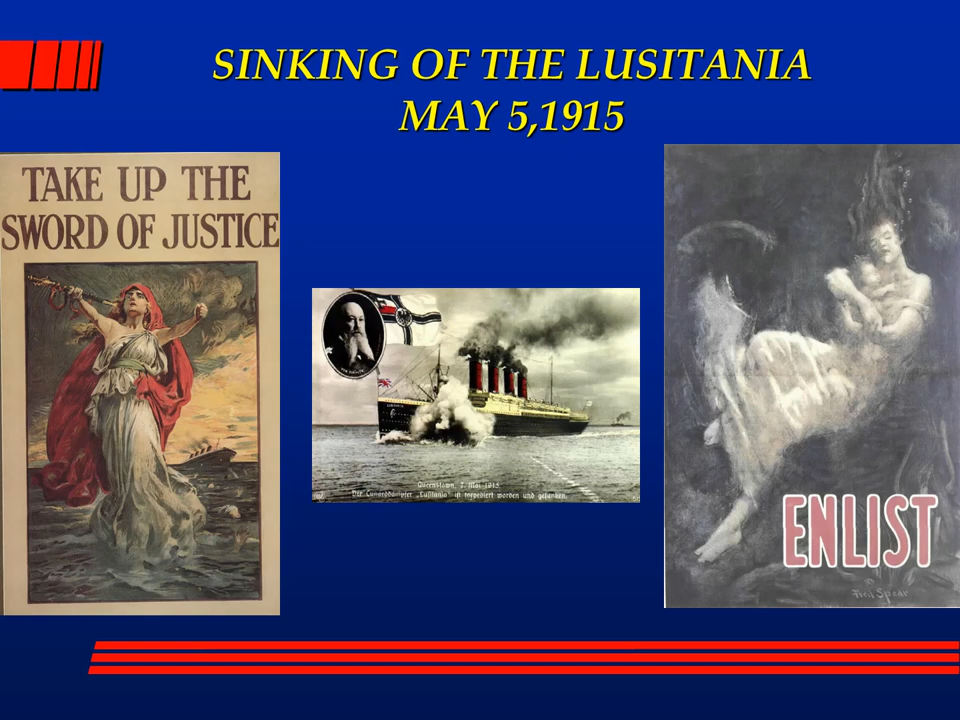 SINKING OF THE LUSITANIA
MAY 5,1915
TAKE UP THE
SWORD OF JUSTICE
Queenstown, 7. Mai 1915.
Der Cunarddampfer „Lusitania" ist torpediert worden und gesunken.
ENLIST
Fred Spear